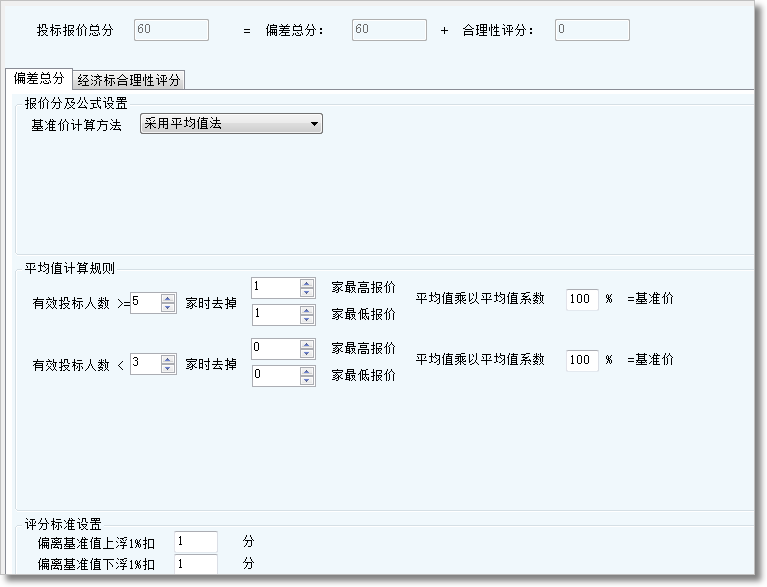 投标报价总分 60 = 偏差总分: 60 + 合理性评分: 0
偏差总分 经济标合理性评分
报价分及公式设置
基准价计算方法 采用平均值法
平均值计算规则
有效投标人数 >= 5 家时去掉 1 家最高报价 平均值乘以平均值系数 100 % =基准价
1 家最低报价
有效投标人数 < 3 家时去掉 0 家最高报价 平均值乘以平均值系数 100 % =基准价
0 家最低报价
评分标准设置
偏离基准值上浮1%扣 1 分
偏离基准值下浮1%扣 1 分